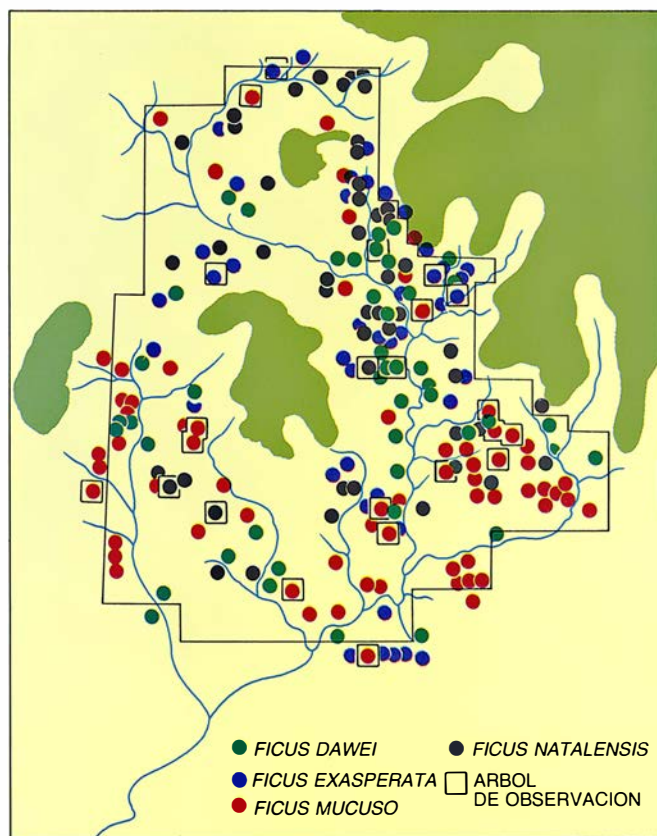 FICUS DAWEI
FICUS EXASPERATA
FICUS MUCUSO
FICUS NATALENSIS
ARBOL
DE OBSERVACION